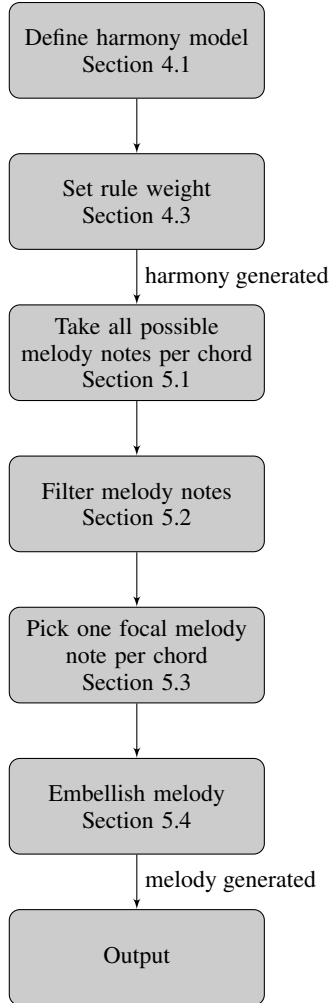 Define harmony model
Section 4.1
Set rule weight
Section 4.3
harmony generated
Take all possible
melody notes per chord
Section 5.1
Filter melody notes
Section 5.2
Pick one focal melody
note per chord
Section 5.3
Embellish melody
Section 5.4
melody generated
Output